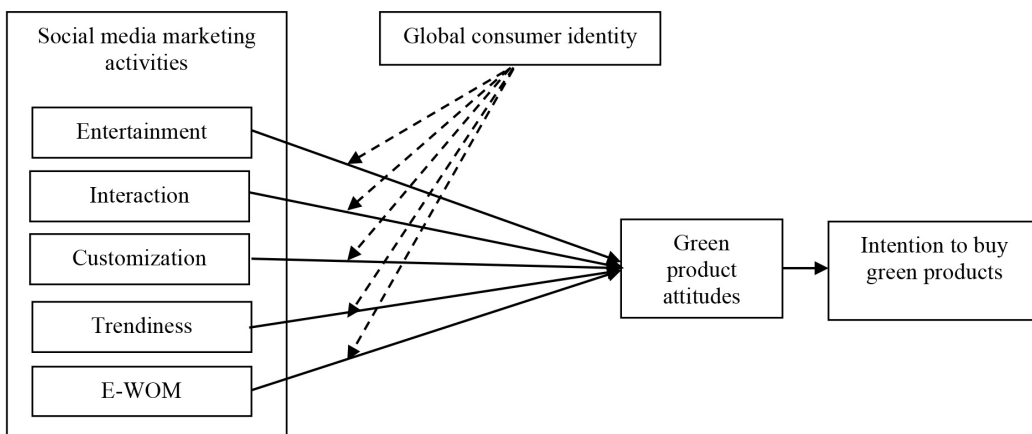 Social media marketing
activities
Global consumer identity
Entertainment
Interaction
Customization
Trendiness
E-WOM
Green
product
attitudes
Intention to buy
green products